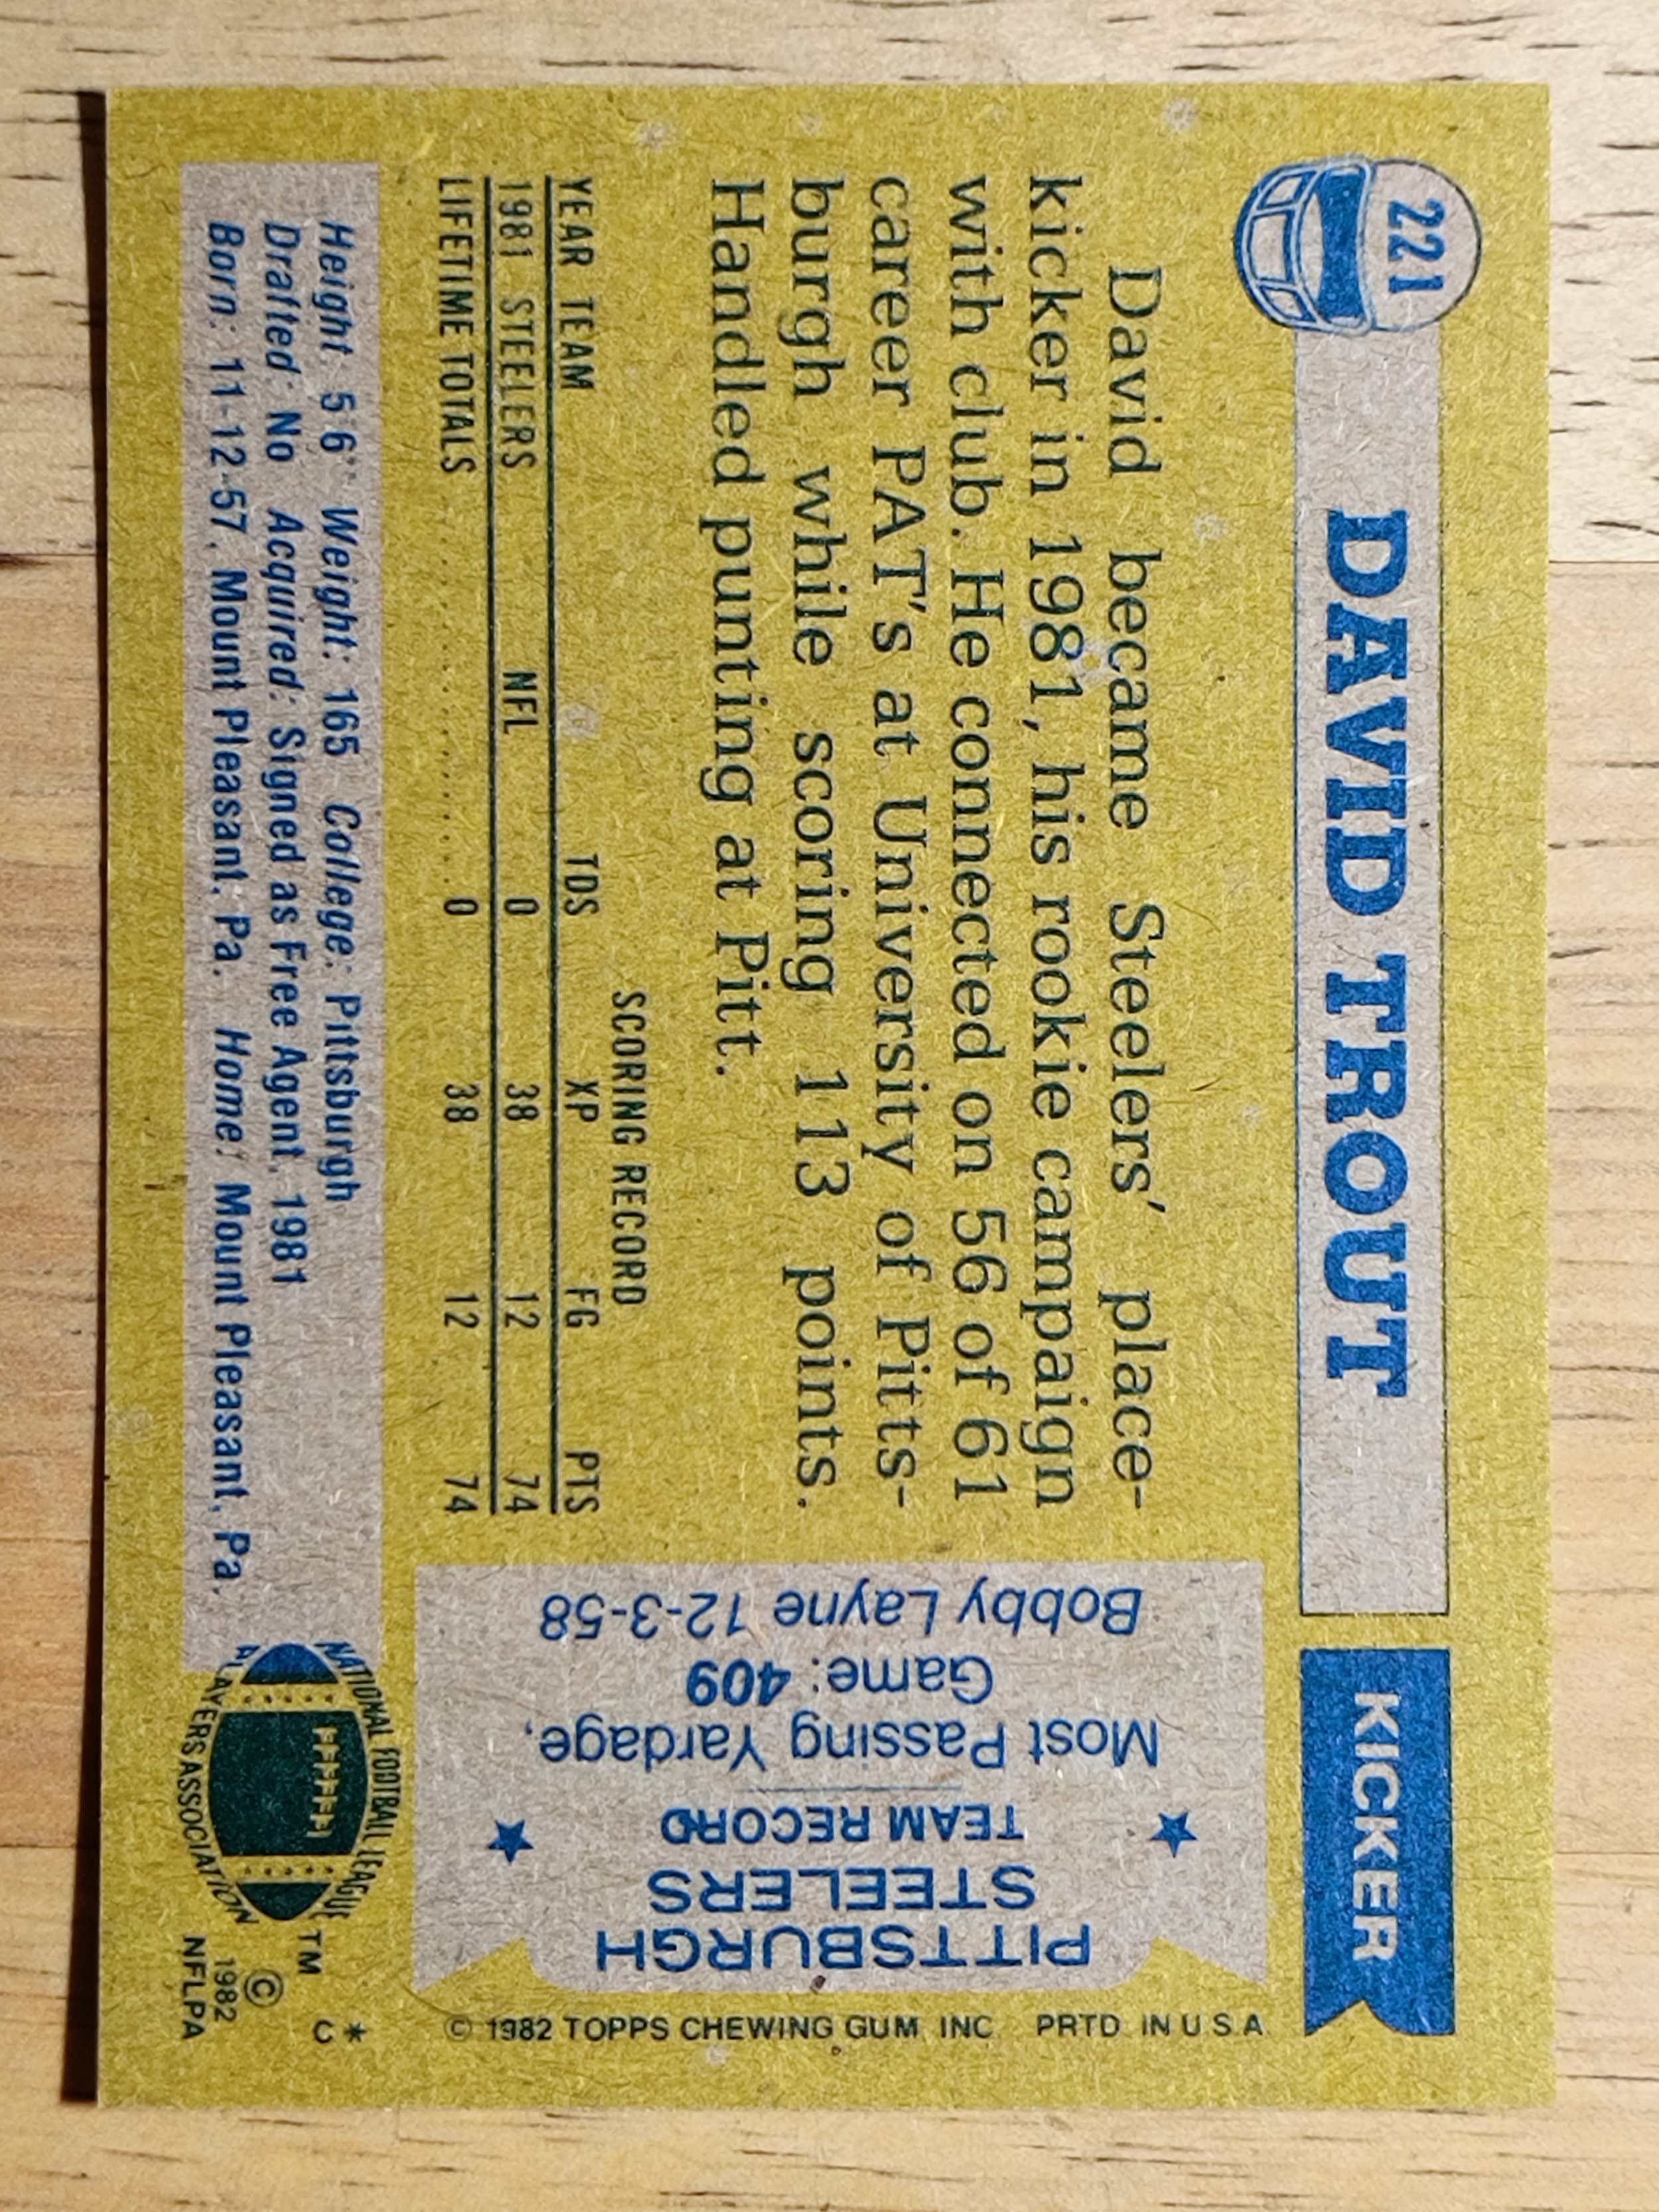 221
DAVID TROUT
KICKER
David became Steelers' place-
kicker in 1981, his rookie campaign
with club. He connected on 56 of 61
career PAT's at University of Pitts-
burgh while scoring 113 points.
Handled punting at Pitt.
SCORING RECORD
YEAR TEAM TDS XP FG PTS
1981 STEELERS NFL 0 38 12 74
LIFETIME TOTALS 0 38 12 74
Height: 5'6" Weight: 165 College: Pittsburgh
Drafted: No Acquired: Signed as Free Agent, 1981
Born: 11-12-57, Mount Pleasant, Pa. Home: Mount Pleasant, Pa.
PITTSBURGH
STEELERS
TEAM RECORD
Most Passing Yardage,
Game: 409
Bobby Layne 12-3-58
© 1982 TOPPS CHEWING GUM, INC. PRTD. IN U.S.A.
NATIONAL FOOTBALL LEAGUE
PLAYERS ASSOCIATION
TM
©
1982
NFLPA
C*